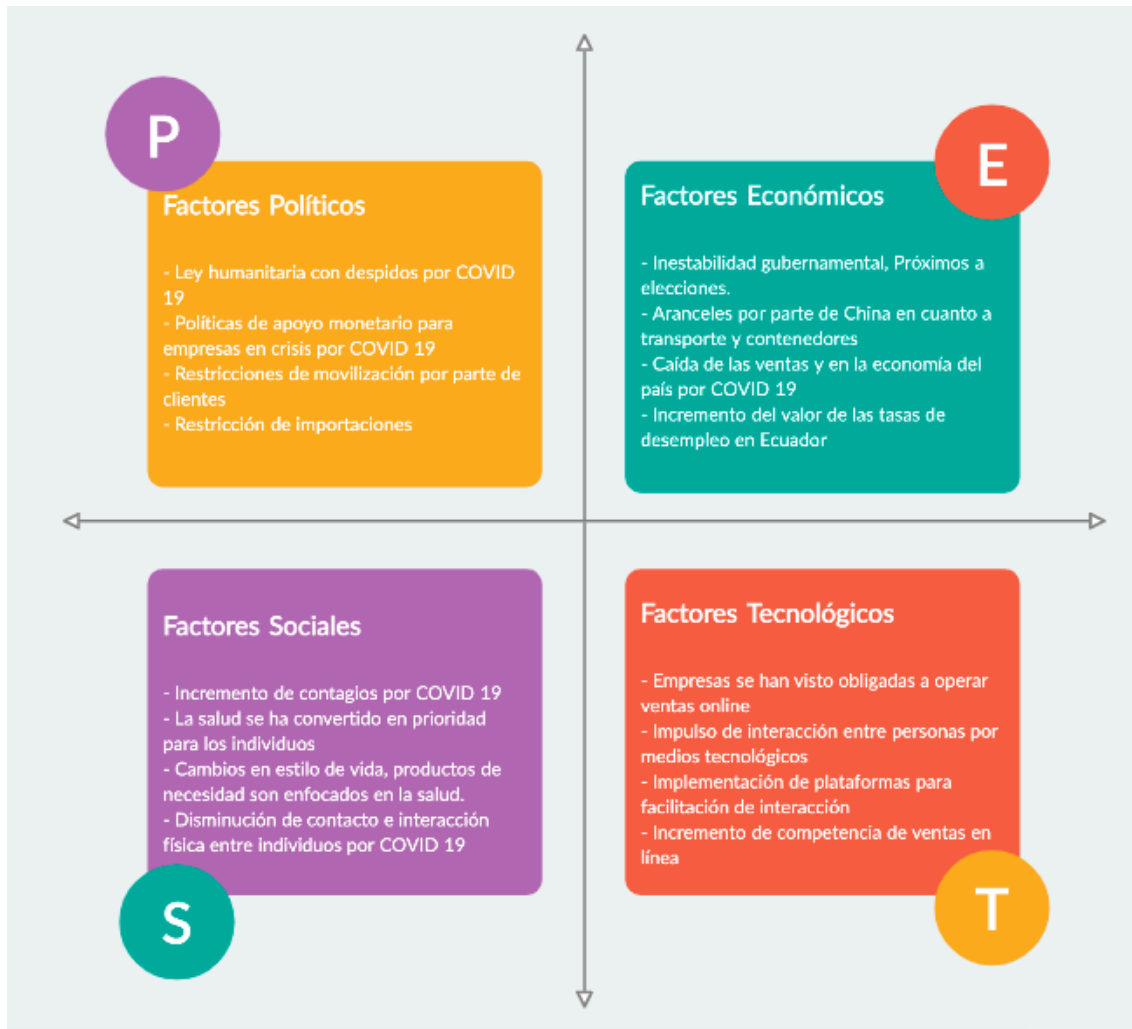 P
Factores Políticos
- Ley humanitaria con despidos por COVID
19
- Políticas de apoyo monetario para
empresas en crisis por COVID 19
- Restricciones de movilización por parte de
clientes
- Restricción de importaciones
E
Factores Económicos
- Inestabilidad gubernamental, Próximos a
elecciones.
- Aranceles por parte de China en cuanto a
transporte y contenedores
- Caída de las ventas y en la economía del
país por COVID 19
- Incremento del valor de las tasas de
desempleo en Ecuador
Factores Sociales
- Incremento de contagios por COVID 19
- La salud se ha convertido en prioridad
para los individuos
- Cambios en estilo de vida, productos de
necesidad son enfocados en la salud.
- Disminución de contacto e interacción
física entre individuos por COVID 19
S
Factores Tecnológicos
- Empresas se han visto obligadas a operar
ventas online
- Impulso de interacción entre personas por
medios tecnológicos
- Implementación de plataformas para
facilitación de interacción
- Incremento de competencia de ventas en
línea
T